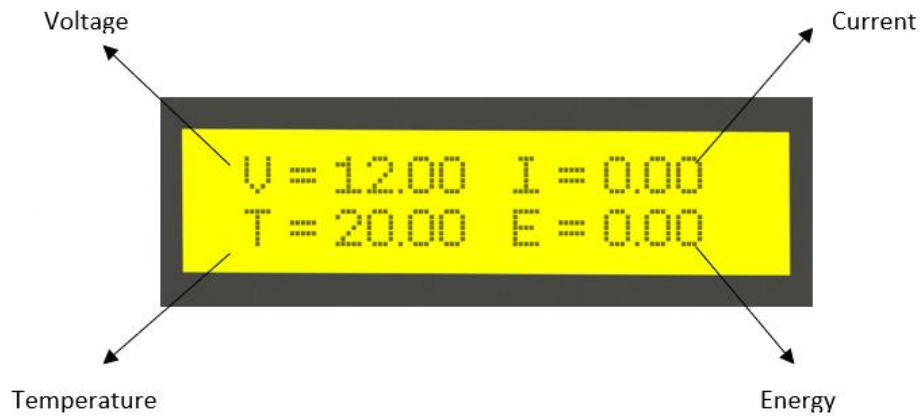 Voltage
Current
V = 12.00 I = 0.00
T = 20.00 E = 0.00
Temperature
Energy